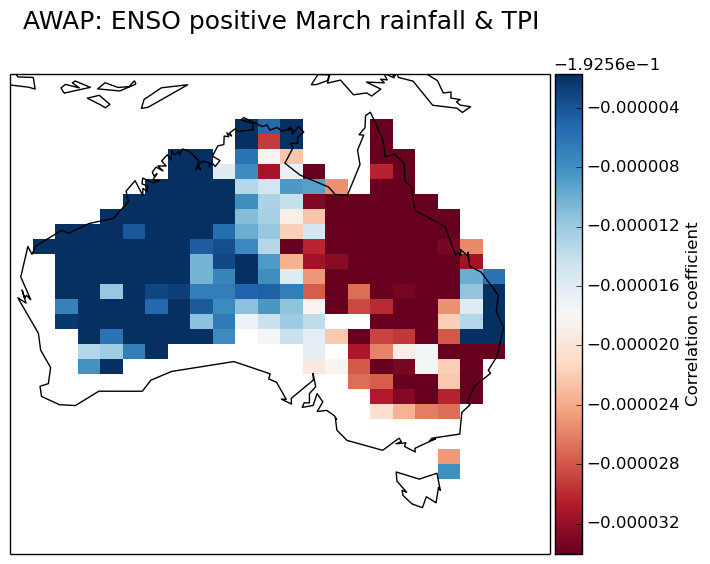 AWAP: ENSO positive March rainfall & TPI
−1.9256e−1
−0.000004
−0.000008
−0.000012
−0.000016
−0.000020
−0.000024
−0.000028
−0.000032
Correlation coefficient